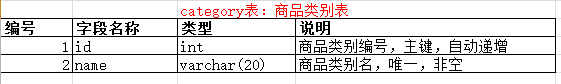 category表：商品类别表
编号 字段名称 类型 说明
1 id int 商品类别编号，主键，自动递增
2 name varchar(20) 商品类别名，唯一，非空